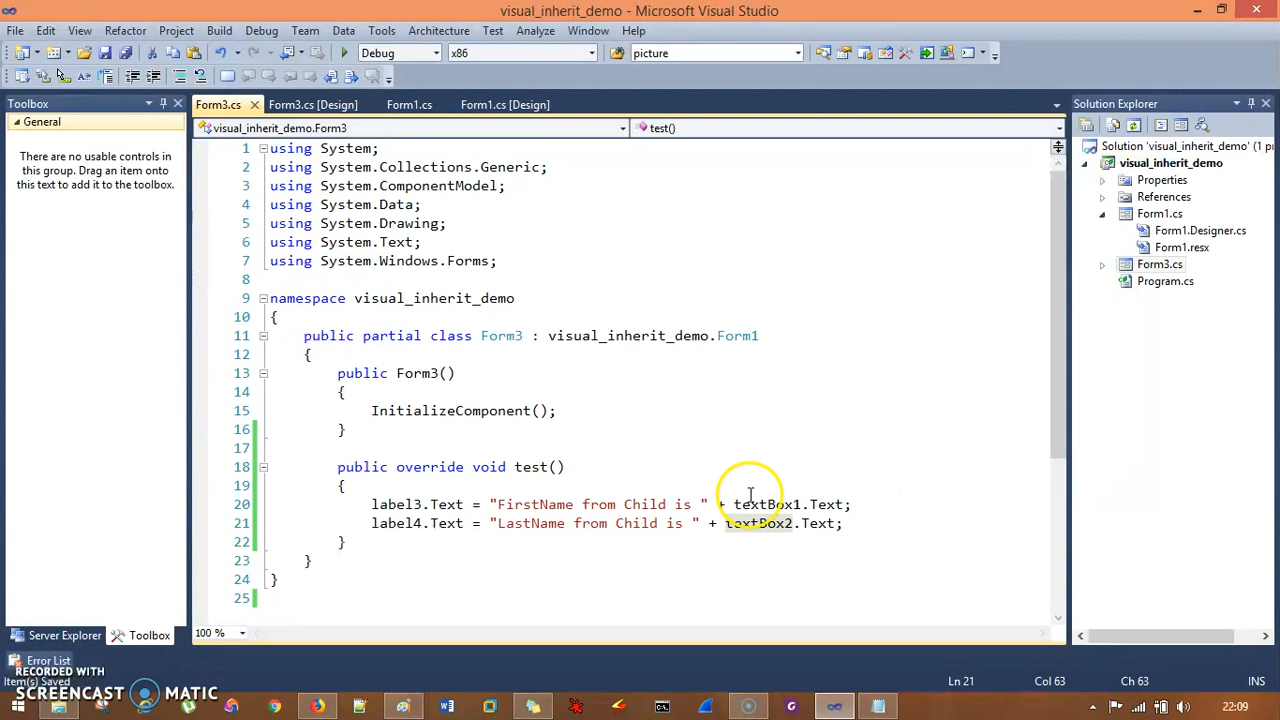 visual_inherit_demo - Microsoft Visual Studio
File Edit View Refactor Project Build Debug Team Data Tools Architecture Test Analyze Window Help
Debug x86 picture
Toolbox
General
There are no usable controls in
this group. Drag an item onto
this text to add it to the toolbox.
Form3.cs Form3.cs [Design] Form1.cs Form1.cs [Design]
visual_inherit_demo.Form3 test()
1 using System;
2 using System.Collections.Generic;
3 using System.ComponentModel;
4 using System.Data;
5 using System.Drawing;
6 using System.Text;
7 using System.Windows.Forms;
8
9 namespace visual_inherit_demo
10 {
11 public partial class Form3 : visual_inherit_demo.Form1
12 {
13 public Form3()
14 {
15 InitializeComponent();
16 }
17
18 public override void test()
19 {
20 label3.Text = "FirstName from Child is " + textBox1.Text;
21 label4.Text = "LastName from Child is " + textBox2.Text;
22 }
23 }
24 }
25
100 %
Solution Explorer
Solution 'visual_inherit_demo' (1 p
visual_inherit_demo
Properties
References
Form1.cs
Form1.Designer.cs
Form1.resx
Form3.cs
Program.cs
Server Explorer Toolbox
Error List
Item(s) Saved Ln 21 Col 63 Ch 63 INS
RECORDED WITH
SCREENCAST MATIC
22:09